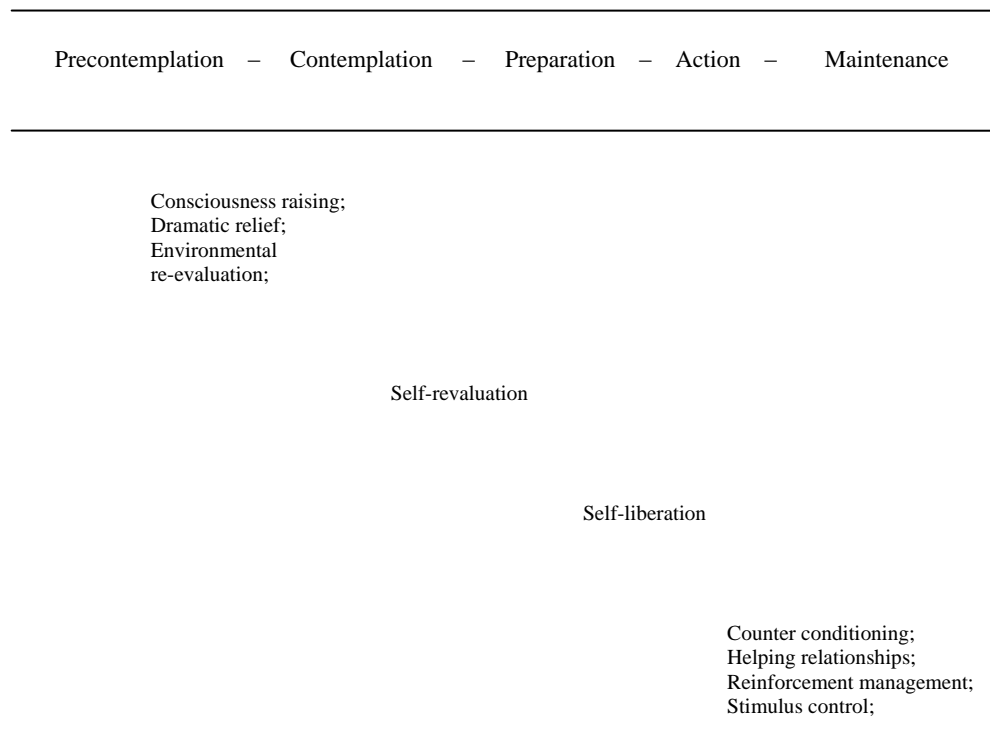 Precontemplation – Contemplation – Preparation – Action – Maintenance
Consciousness raising;
Dramatic relief;
Environmental
re-evaluation;
Self-revaluation
Self-liberation
Counter conditioning;
Helping relationships;
Reinforcement management;
Stimulus control;